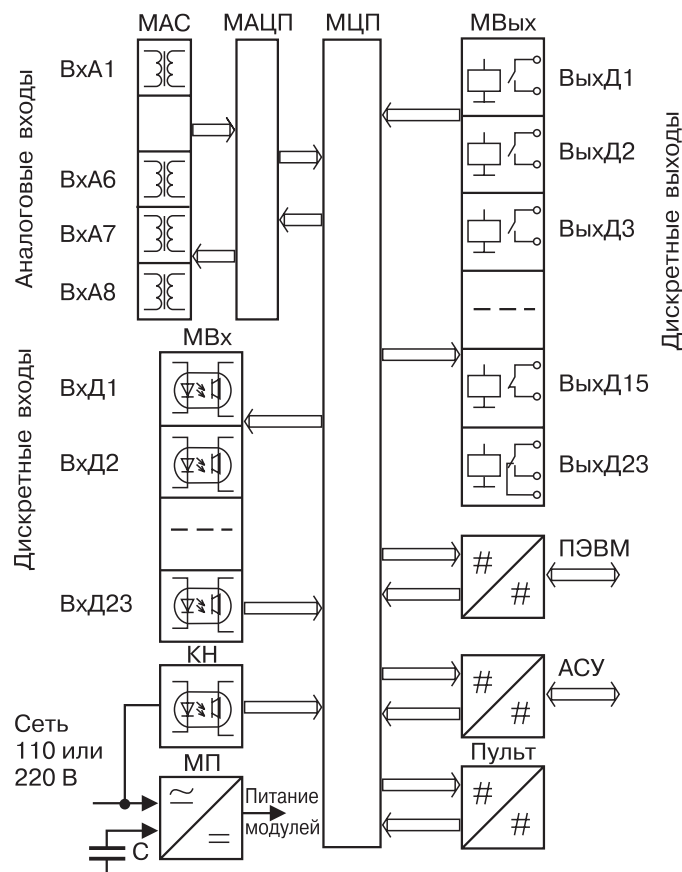 МАС
МАЦП
МЦП
МВых
Аналоговые входы
ВхА1
ВхА6
ВхА7
ВхА8
ВыхД1
ВыхД2
ВыхД3
ВыхД15
ВыхД23
Дискретные выходы
МВх
Дискретные входы
ВхД1
ВхД2
ВхД23
КН
Сеть
110 или
220 В
МП
Питание
модулей
С
ПЭВМ
# #
АСУ
# #
Пульт
# #